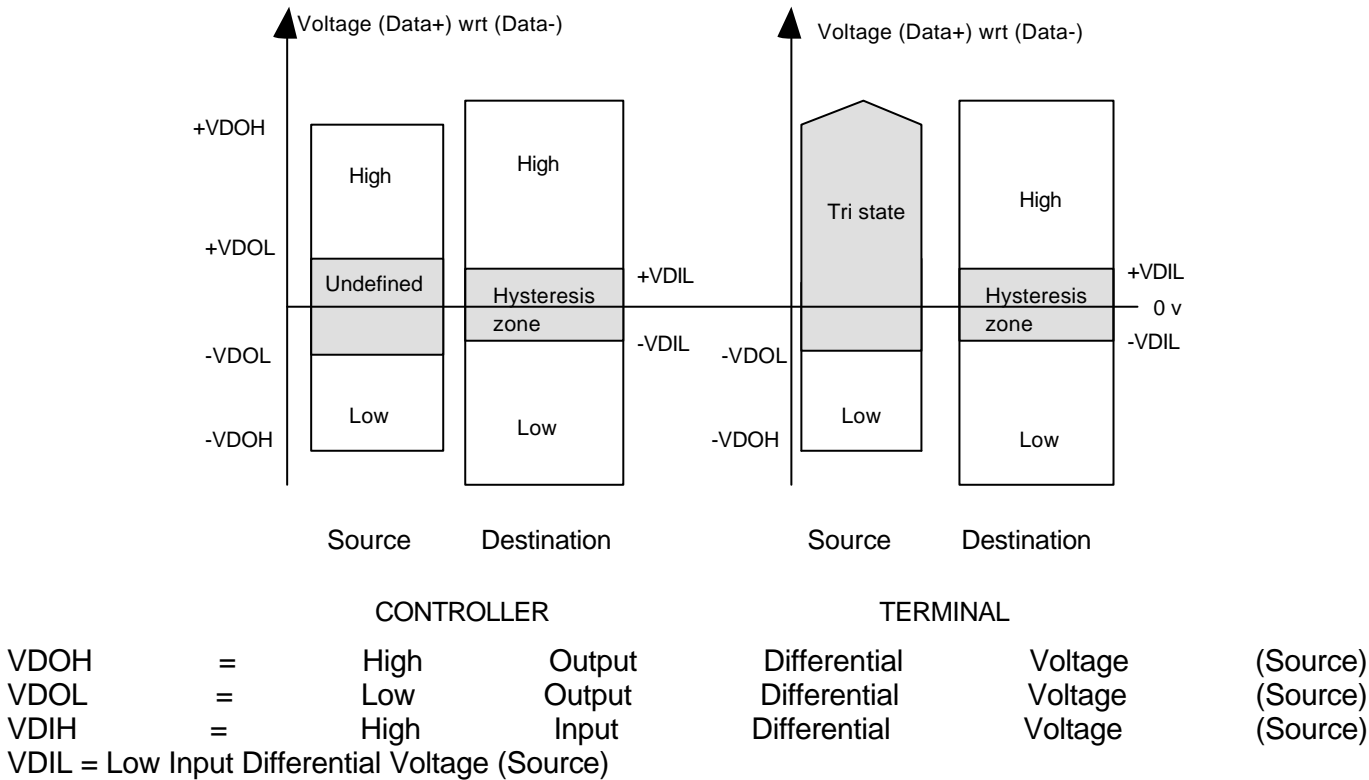 Voltage (Data+) wrt (Data-)
Voltage (Data+) wrt (Data-)
+VDOH
High
High
Tri state
High
+VDOL
Undefined
Hysteresis
zone
+VDIL
-VDIL
Hysteresis
zone
+VDIL
0 v
-VDIL
-VDOL
-VDOL
Low
Low
Low
Low
-VDOH
-VDOH
Source Destination Source Destination
CONTROLLER TERMINAL
VDOH = High Output Differential Voltage (Source)
VDOL = Low Output Differential Voltage (Source)
VDIH = High Input Differential Voltage (Source)
VDIL = Low Input Differential Voltage (Source)